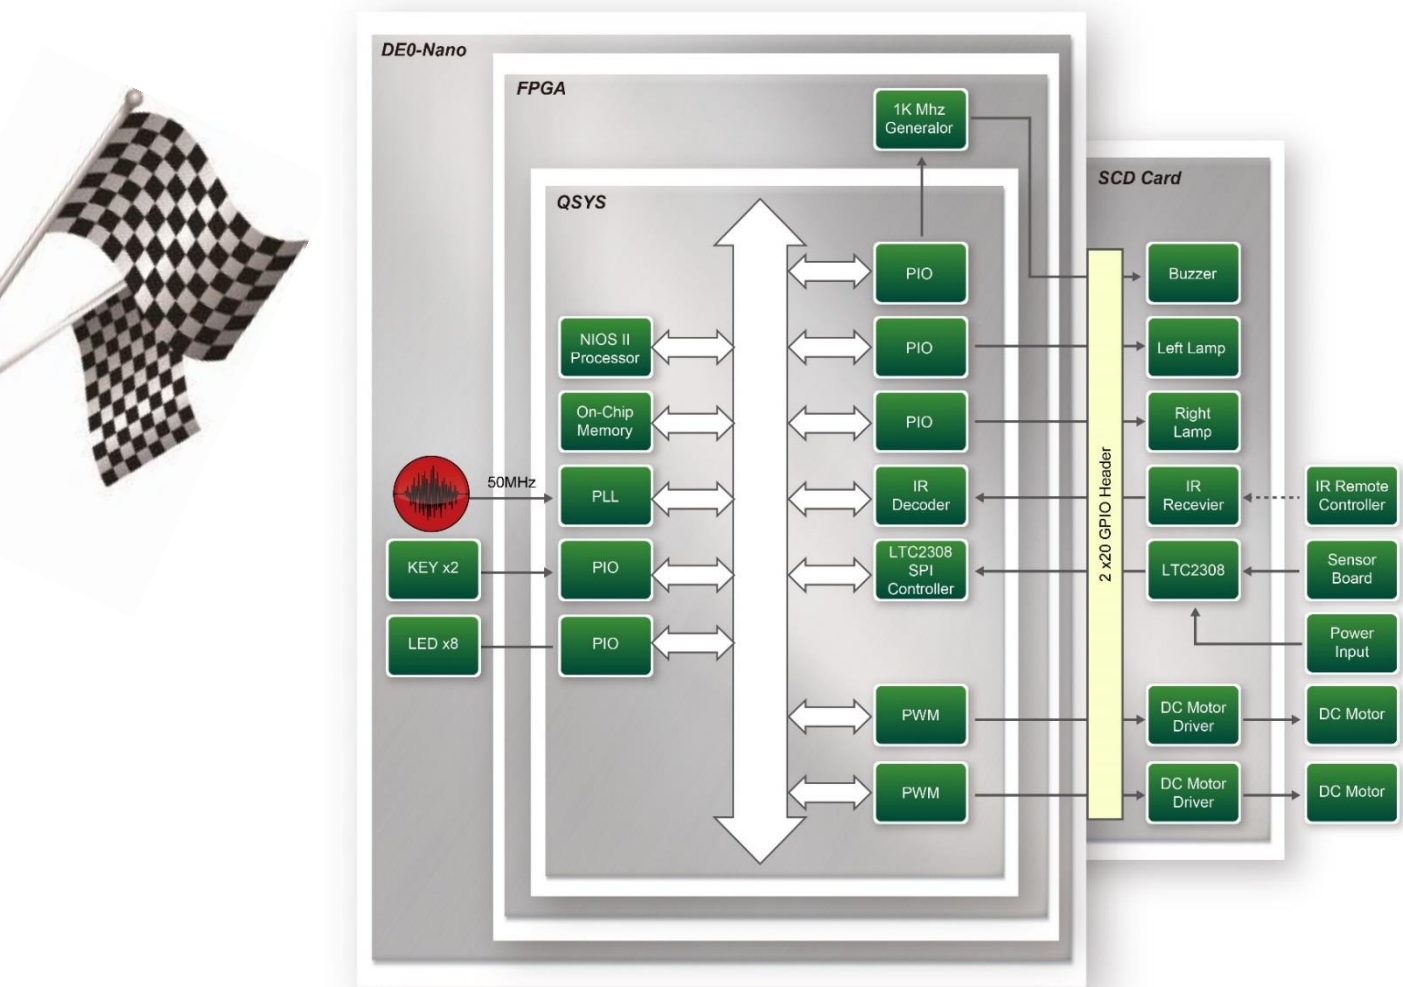 DE0-Nano
FPGA
1K Mhz
Generalor
SCD Card
QSYS
PIO
Buzzer
NIOS II
Processor
PIO
Left Lamp
On-Chip
Memory
PIO
Right
Lamp
2 x20 GPIO Header
50MHz
PLL
IR
Decoder
IR
Recevier
IR Remote
Controller
KEY x2
PIO
LTC2308
SPI
Controller
LTC2308
Sensor
Board
LED x8
PIO
Power
Input
PWM
DC Motor
Driver
DC Motor
PWM
DC Motor
Driver
DC Motor